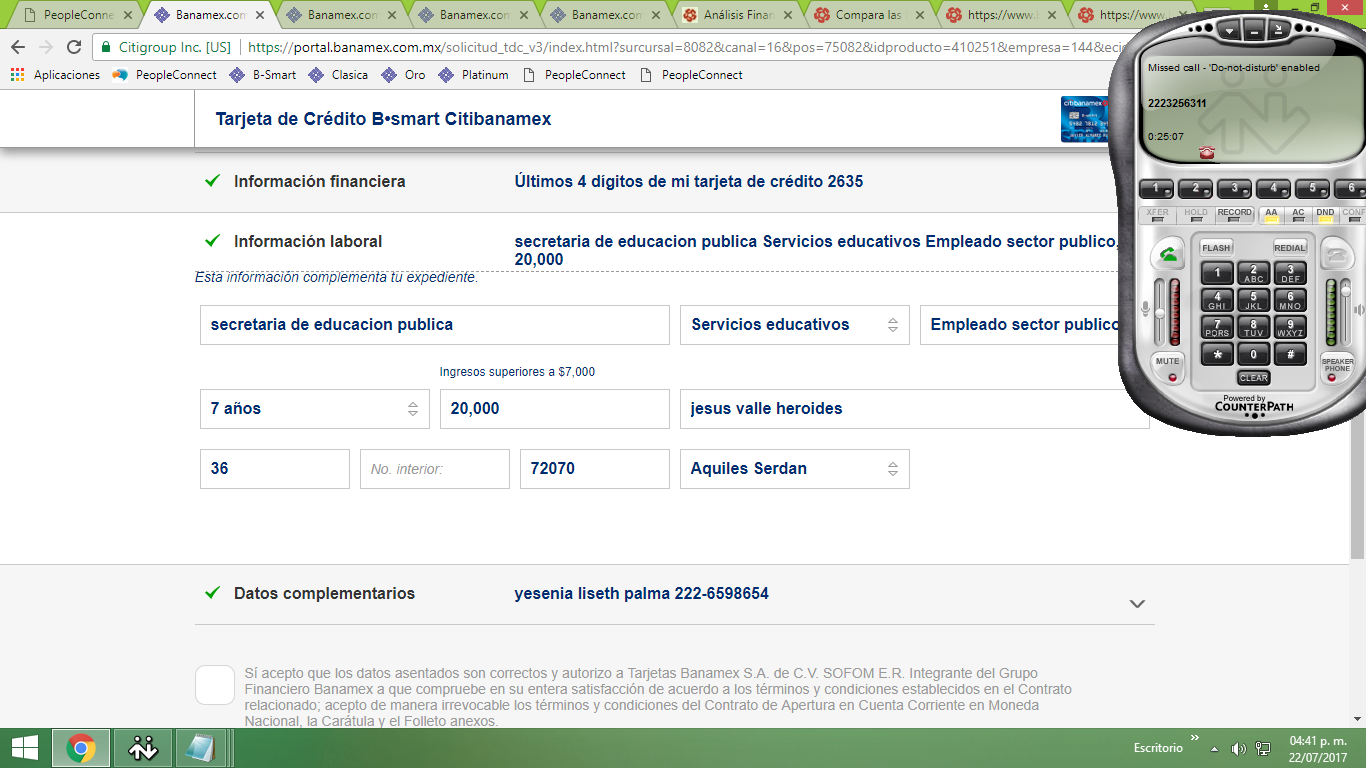 PeopleConne
Banamex.con
Banamex.con
Banamex.con
Banamex.con
Análisis Finan
Compara las
https://www.
https://www.
Citigroup Inc. [US]
https://portal.banamex.com.mx/solicitud_tdc_v3/index.html?surcursal=8082&canal=16&pos=75082&idproducto=410251&empresa=144&eci
Aplicaciones
PeopleConnect
B-Smart
Clasica
Oro
Platinum
PeopleConnect
PeopleConnect
Tarjeta de Crédito B•smart Citibanamex
citibanamex
Información financiera
Últimos 4 dígitos de mi tarjeta de crédito 2635
Información laboral
secretaria de educacion publica Servicios educativos Empleado sector publico,
20,000
Esta información complementa tu expediente.
secretaria de educacion publica
Servicios educativos
Empleado sector publico
Ingresos superiores a $7,000
7 años
20,000
jesus valle heroides
36
No. interior:
72070
Aquiles Serdan
Datos complementarios
yesenia liseth palma 222-6598654
Sí acepto que los datos asentados son correctos y autorizo a Tarjetas Banamex S.A. de C.V. SOFOM E.R. Integrante del Grupo
Financiero Banamex a que compruebe en su entera satisfacción de acuerdo a los términos y condiciones establecidos en el Contrato
relacionado; acepto de manera irrevocable los términos y condiciones del Contrato de Apertura en Cuenta Corriente en Moneda
Nacional, la Carátula y el Folleto anexos.
Missed call - 'Do-not-disturb' enabled
2223256311
0:25:07
1 2 3 4 5 6
XFER HOLD RECORD AA AC DND CONF
FLASH
REDIAL
1 2 ABC 3 DEF
4 GHI 5 JKL 6 MNO
7 PQRS 8 TUV 9 WXYZ
* 0 #
MUTE
SPEAKER
PHONE
CLEAR
Powered by
COUNTERPATH
Escritorio
04:41 p. m.
22/07/2017